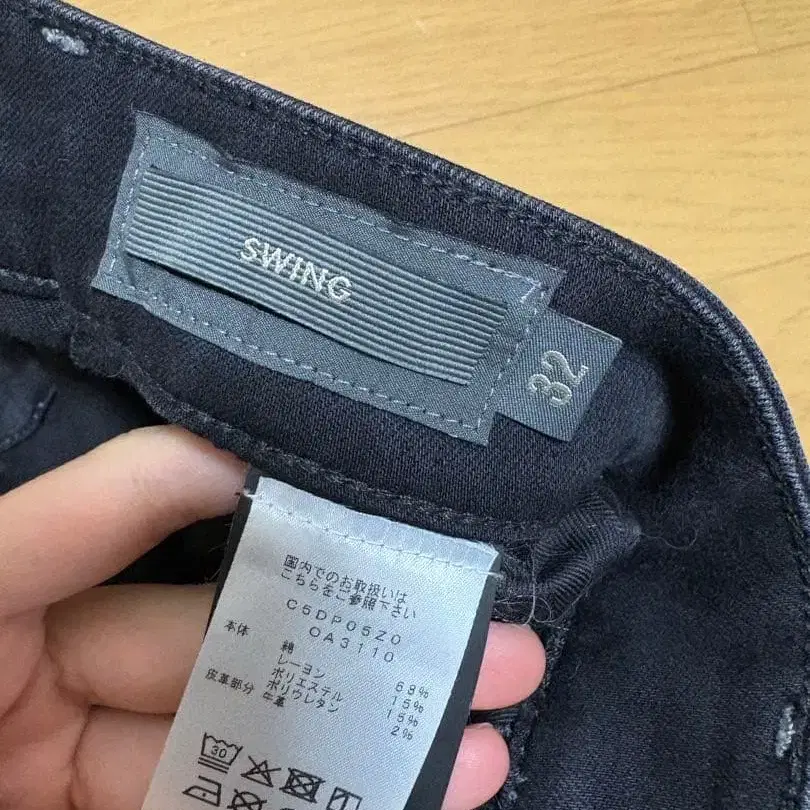 SWING
32
国内でのお取扱いは
こちらをご参照下さい
C5DP05Z0
OA3110
本体 綿 68%
レーヨン 15%
ポリエステル 15%
ポリウレタン 2%
皮革部分 牛革
30